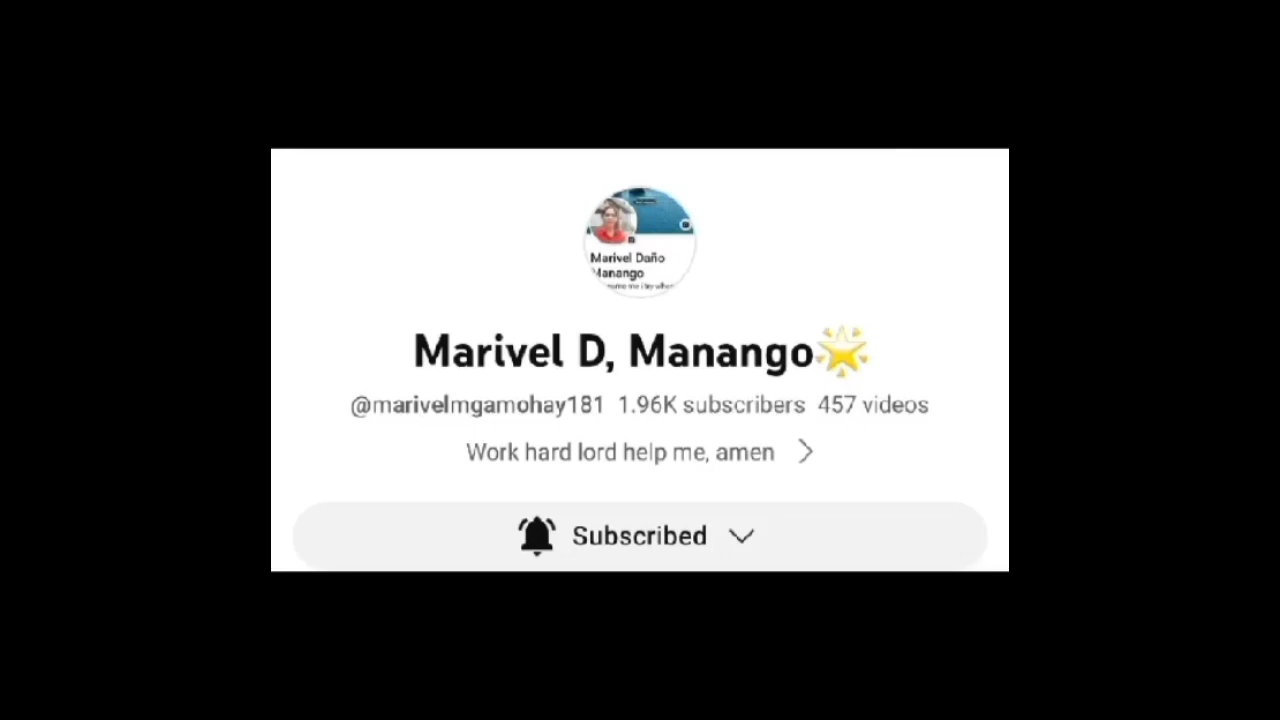 Marivel Daño
Manango
Marivel D, Manango🌟
@marivelmgamohay181 1.96K subscribers 457 videos
Work hard lord help me, amen
Subscribed